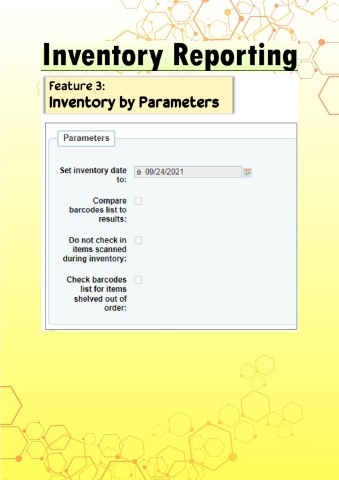 Inventory Reporting
Feature 3:
Inventory by Parameters
Parameters
Set inventory date
to:
09/24/2021
Compare
barcodes list to
results:
Do not check in
items scanned
during inventory:
Check barcodes
list for items
shelved out of
order: